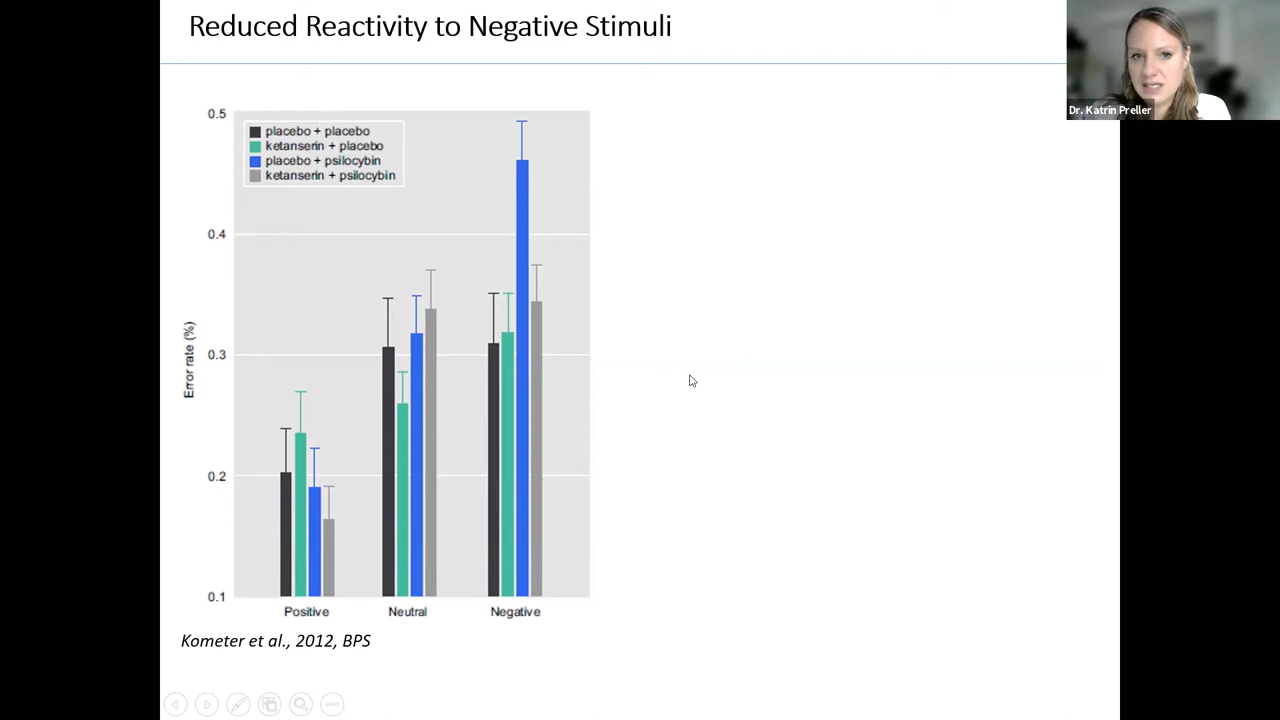 Reduced Reactivity to Negative Stimuli
Dr. Katrin Preller
0.5
placebo + placebo
ketanserin + placebo
placebo + psilocybin
ketanserin + psilocybin
0.4
0.3
0.2
0.1
Error rate (%)
Positive Neutral Negative
Kometer et al., 2012, BPS